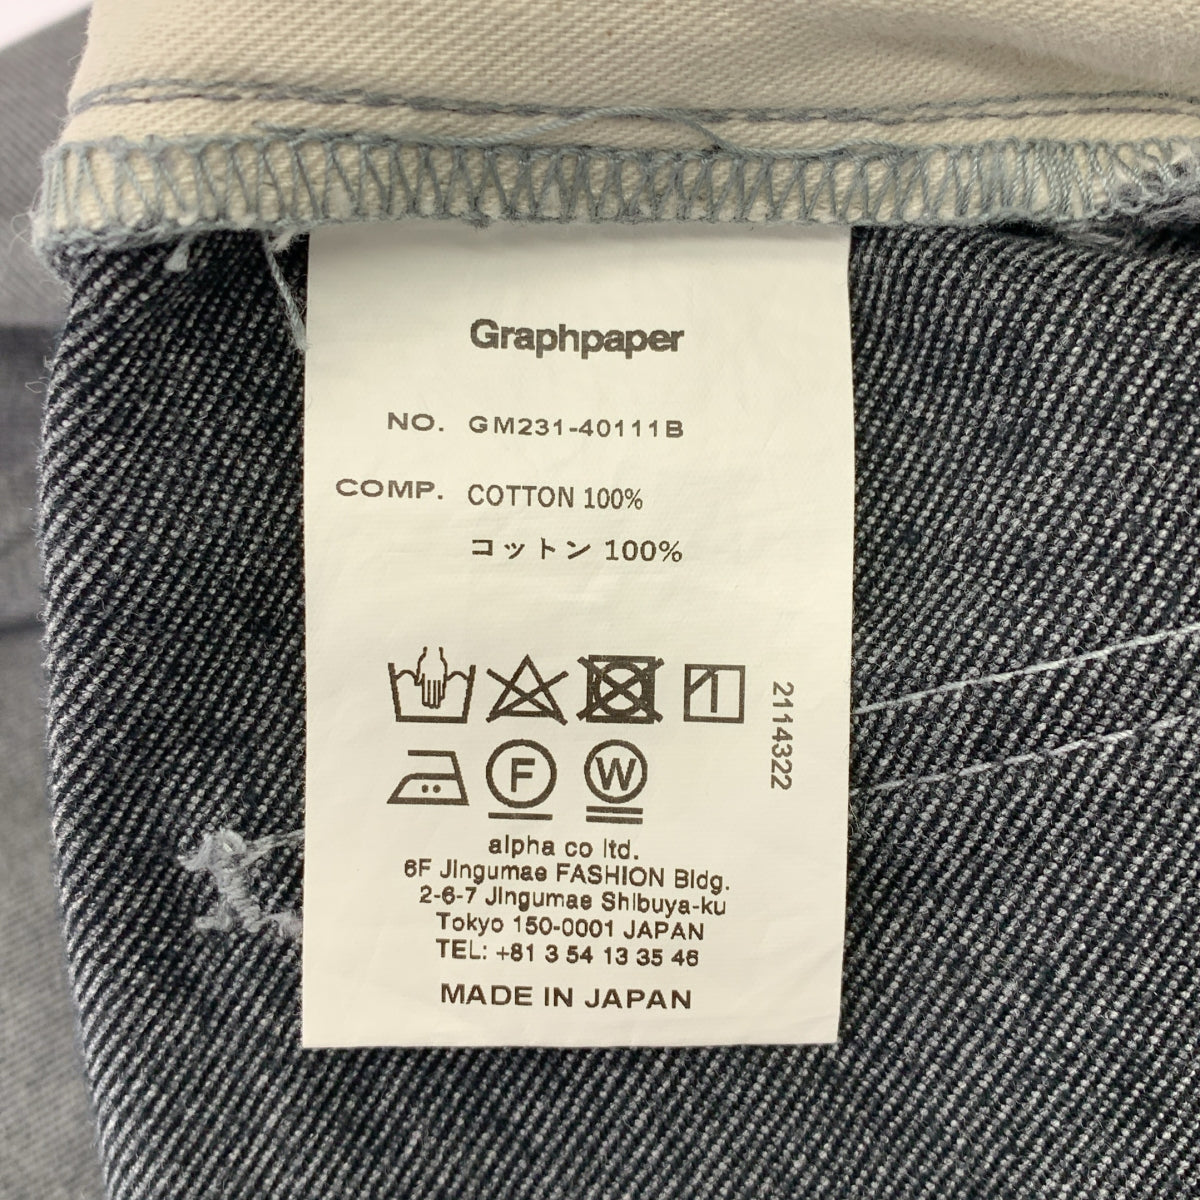 Graphpaper
NO. GM231-40111B
COMP. COTTON 100%
コットン 100%
2114322
F W
alpha co ltd.
6F Jingumae FASHION Bldg.
2-6-7 Jingumae Shibuya-ku
Tokyo 150-0001 JAPAN
TEL: +81 3 54 13 35 46
MADE IN JAPAN